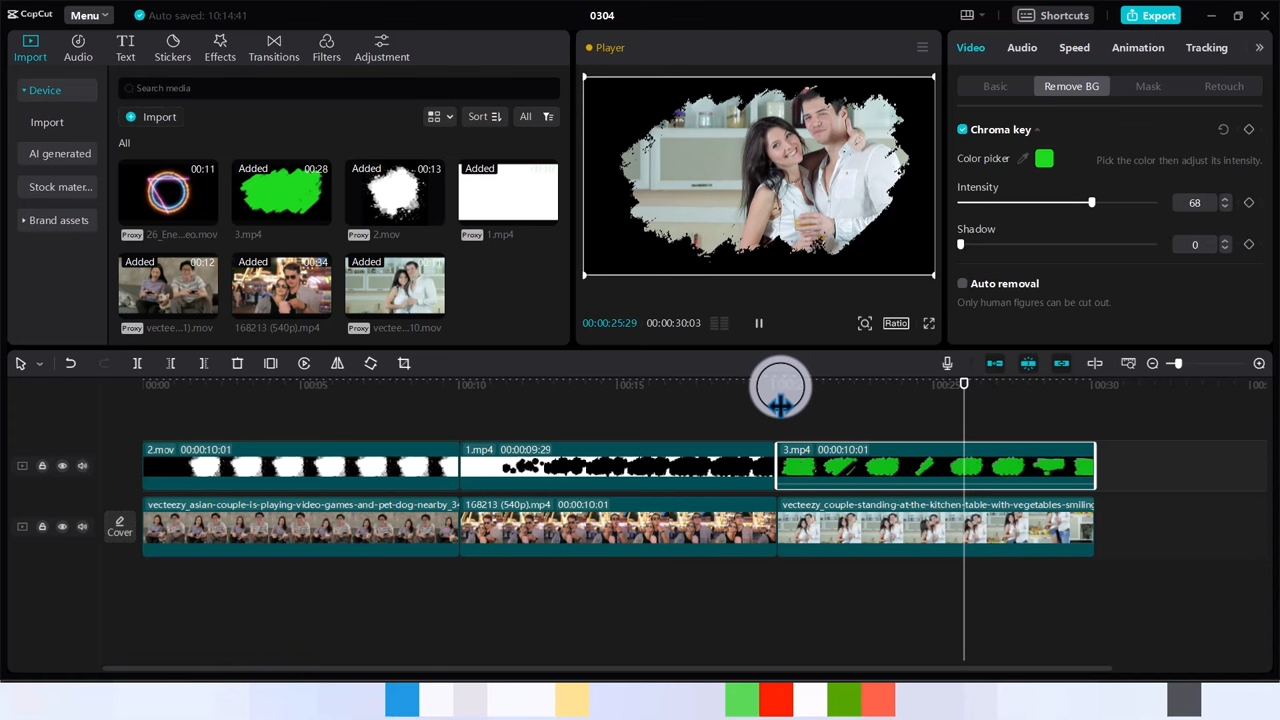 CapCut Menu Auto saved: 10:14:41 0304 Shortcuts Export
Import Audio Text Stickers Effects Transitions Filters Adjustment
Player
Video Audio Speed Animation Tracking
Device
Import
AI generated
Stock mater...
Brand assets
Search media
Import Sort All
All
00:11 Added 00:28 Added 00:13 Added
Proxy 26_Ene...eo.mov Proxy 3.mp4 Proxy 2.mov Proxy 1.mp4
Added 00:12 Added 00:34 Added
Proxy vectee...1).mov 168213 (540p).mp4 Proxy vectee...10.mov
00:00:25:29 00:00:30:03 Ratio
Basic Remove BG Mask Retouch
Chroma key
Color picker Pick the color then adjust its intensity.
Intensity
68
Shadow
0
Auto removal
Only human figures can be cut out.
00:00 00:05 00:10 00:15 00:25 00:30
2.mov 00:00:10:01 1.mp4 00:00:09:29 3.mp4 00:00:10:01
vecteezy_asian-couple-is-playing-video-games-and-pet-dog-nearby_34 168213 (540p).mp4 00:00:10:01 vecteezy_couple-standing-at-the-kitchen-table-with-vegetables-smiling
Cover